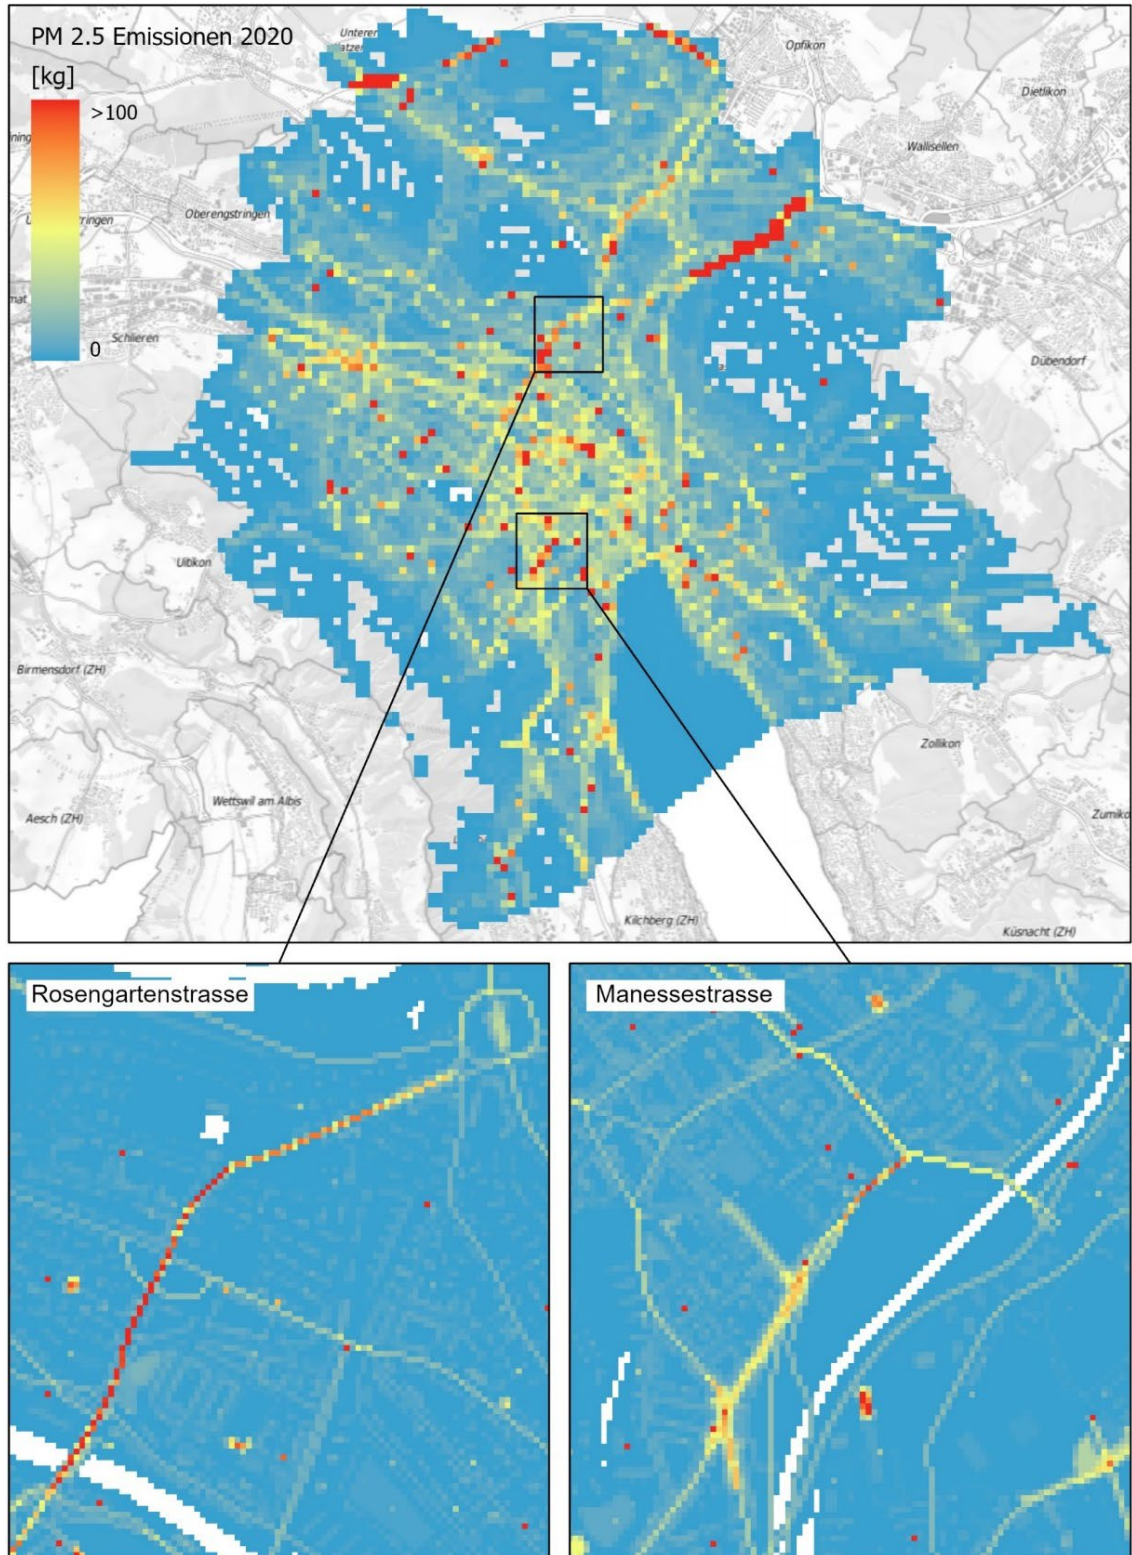 PM 2.5 Emissionen 2020
[kg]
>100
0
Unteren
Opfikon
Dietlikon
Wallisellen
Oberengstringen
Schlieren
Dübendorf
Uitikon
Birmensdorf (ZH)
Zollikon
Wettswil am Albis
Aesch (ZH)
Kilchberg (ZH)
Küsnacht (ZH)
Rosengartenstrasse
Manessestrasse